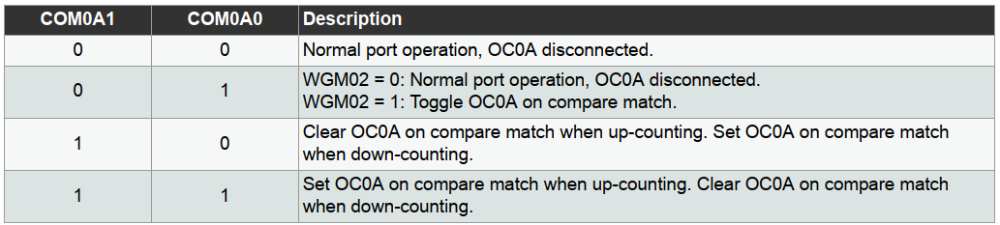 COM0A1 COM0A0 Description
0 0 Normal port operation, OC0A disconnected.
0 1 WGM02 = 0: Normal port operation, OC0A disconnected.
WGM02 = 1: Toggle OC0A on compare match.
1 0 Clear OC0A on compare match when up-counting. Set OC0A on compare match
when down-counting.
1 1 Set OC0A on compare match when up-counting. Clear OC0A on compare match
when down-counting.